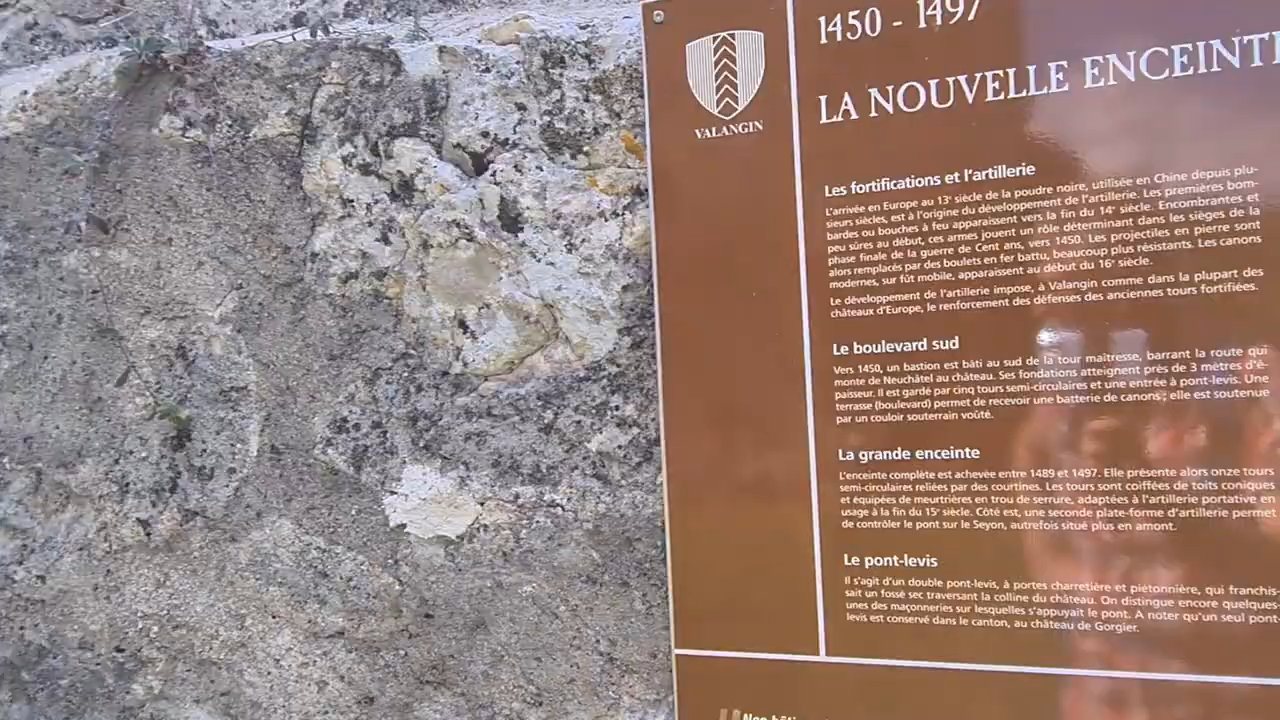 VALANGIN
1450 - 1497
LA NOUVELLE ENCEINTE
Les fortifications et l'artillerie
L'arrivée en Europe au 13e siècle de la poudre noire, utilisée en Chine depuis plu-
sieurs siècles, est à l'origine du développement de l'artillerie. Les premières bom-
bardes ou bouches à feu apparaissent vers la fin du 14e siècle. Encombrantes et
peu sûres au début, ces armes jouent un rôle déterminant dans les sièges de la
phase finale de la guerre de Cent ans, vers 1450. Les projectiles en pierre sont
alors remplacés par des boulets en fer battu, beaucoup plus résistants. Les canons
modernes, sur fût mobile, apparaissent au début du 16e siècle.
Le développement de l'artillerie impose, à Valangin comme dans la plupart des
châteaux d'Europe, le renforcement des défenses des anciennes tours fortifiées.
Le boulevard sud
Vers 1450, un bastion est bâti au sud de la tour maîtresse, barrant la route qui
monte de Neuchâtel au château. Ses fondations atteignent près de 3 mètres d'é-
paisseur. Il est gardé par cinq tours semi-circulaires et une entrée à pont-levis. Une
terrasse (boulevard) permet de recevoir une batterie de canons ; elle est soutenue
par un couloir souterrain voûté.
La grande enceinte
L'enceinte complète est achevée entre 1489 et 1497. Elle présente alors onze tours
semi-circulaires reliées par des courtines. Les tours sont coiffées de toits coniques
et équipées de meurtrières en trou de serrure, adaptées à l'artillerie portative en
usage à la fin du 15e siècle. Côté est, une seconde plate-forme d'artillerie permet
de contrôler le pont sur le Seyon, autrefois situé plus en amont.
Le pont-levis
Il s'agit d'un double pont-levis, à portes charretière et piétonnière, qui franchis-
sait un fossé sec traversant la colline du château. On distingue encore quelques-
unes des maçonneries sur lesquelles s'appuyait le pont. A noter qu'un seul pont-
levis est conservé dans le canton, au château de Gorgier.